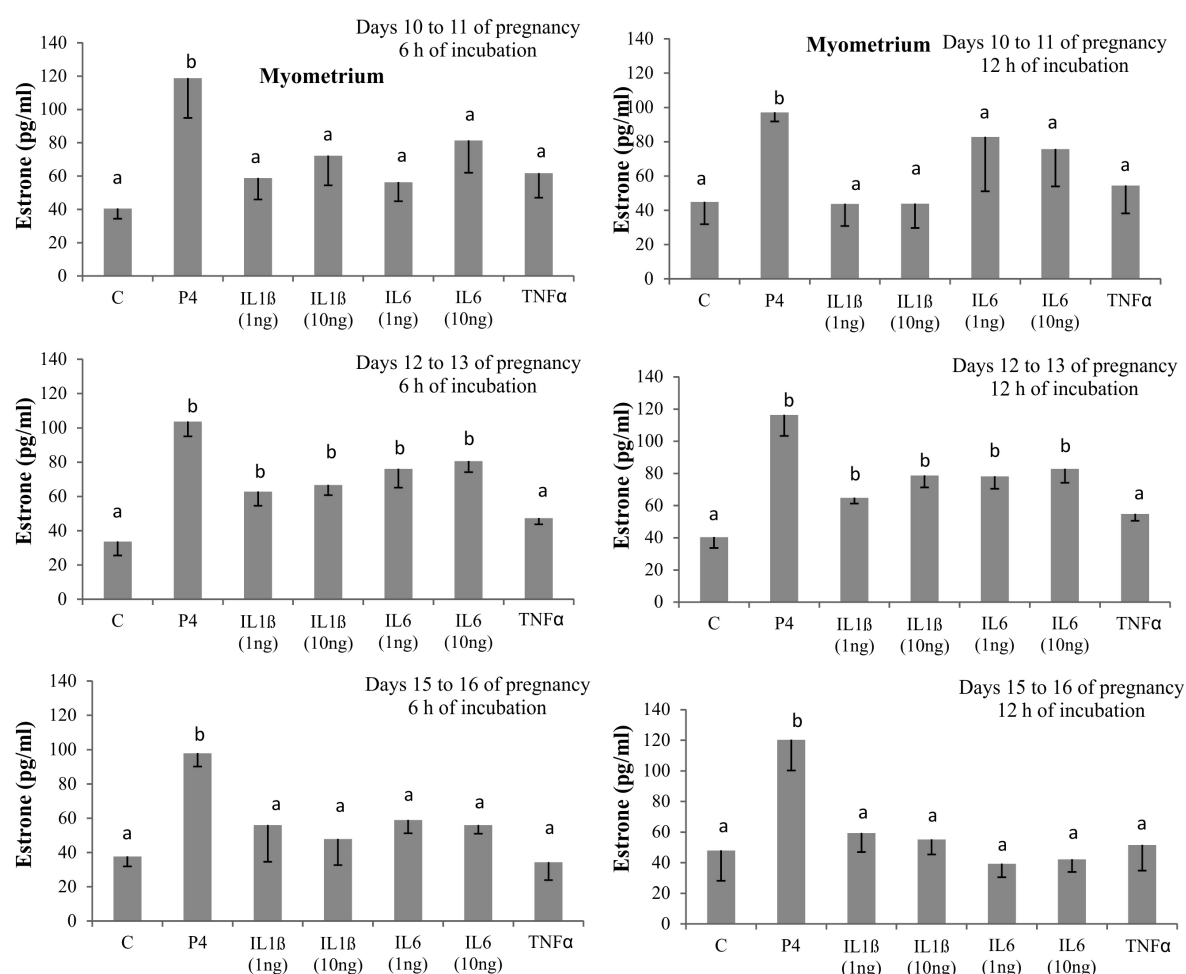 Days 10 to 11 of pregnancy
6 h of incubation
Myometrium
Estrone (pg/ml)
140
120
100
80
60
40
20
0
a
b
a
a
a
a
a
C
P4
IL1ß
(1ng)
IL1ß
(10ng)
IL6
(1ng)
IL6
(10ng)
TNFα
Myometrium
Days 10 to 11 of pregnancy
12 h of incubation
Estrone (pg/ml)
140
120
100
80
60
40
20
0
a
b
a
a
a
a
a
C
P4
IL1ß
(1ng)
IL1ß
(10ng)
IL6
(1ng)
IL6
(10ng)
TNFα
Days 12 to 13 of pregnancy
6 h of incubation
Estrone (pg/ml)
140
120
100
80
60
40
20
0
a
b
b
b
b
b
a
C
P4
IL1ß
(1ng)
IL1ß
(10ng)
IL6
(1ng)
IL6
(10ng)
TNFα
Days 12 to 13 of pregnancy
12 h of incubation
Estrone (pg/ml)
140
120
100
80
60
40
20
0
a
b
b
b
b
b
a
C
P4
IL1ß
(1ng)
IL1ß
(10ng)
IL6
(1ng)
IL6
(10ng)
TNFα
Days 15 to 16 of pregnancy
6 h of incubation
Estrone (pg/ml)
140
120
100
80
60
40
20
0
a
b
a
a
a
a
a
C
P4
IL1ß
(1ng)
IL1ß
(10ng)
IL6
(1ng)
IL6
(10ng)
TNFα
Days 15 to 16 of pregnancy
12 h of incubation
Estrone (pg/ml)
140
120
100
80
60
40
20
0
a
b
a
a
a
a
a
C
P4
IL1ß
(1ng)
IL1ß
(10ng)
IL6
(1ng)
IL6
(10ng)
TNFα